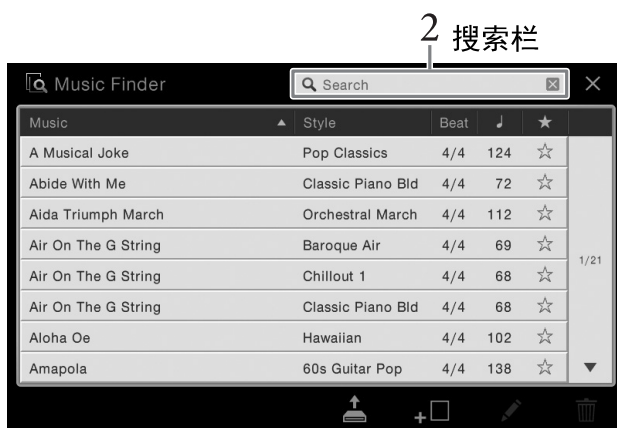 2 搜索栏
Music Finder
Search
Music Style Beat ♩ ★
A Musical Joke Pop Classics 4/4 124 ☆
Abide With Me Classic Piano Bld 4/4 72 ☆
Aida Triumph March Orchestral March 4/4 112 ☆
Air On The G String Baroque Air 4/4 69 ☆
Air On The G String Chillout 1 4/4 68 ☆
Air On The G String Classic Piano Bld 4/4 68 ☆
Aloha Oe Hawaiian 4/4 102 ☆
Amapola 60s Guitar Pop 4/4 138 ☆
1/21